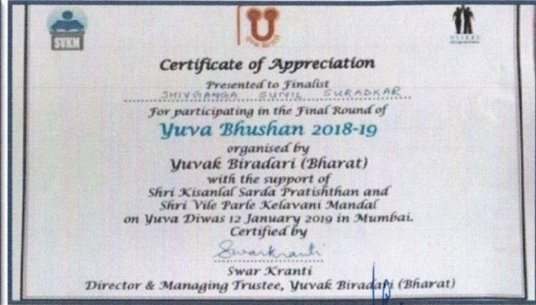 SVKM
Certificate of Appreciation
Presented to Finalist
SHIVGANGA SUNIL SURADKAR
For participating in the Final Round of
Yuva Bhushan 2018-19
organised by
Yuvak Biradari (Bharat)
with the support of
Shri Kisanlal Sarda Pratishthan and
Shri Vile Parle Kelavani Mandal
on Yuva Diwas 12 January 2019 in Mumbai.
Certified by
Swarkranti
Swar Kranti
Director & Managing Trustee, Yuvak Biradari (Bharat)